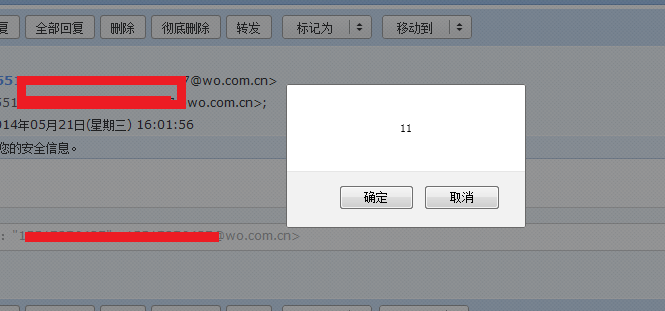 复 全部回复 删除 彻底删除 转发 标记为 移动到
551 7@wo.com.cn>
551 @wo.com.cn>;
014年05月21日(星期三) 16:01:56
您的安全信息。
11
确定 取消
: "1 @wo.com.cn>